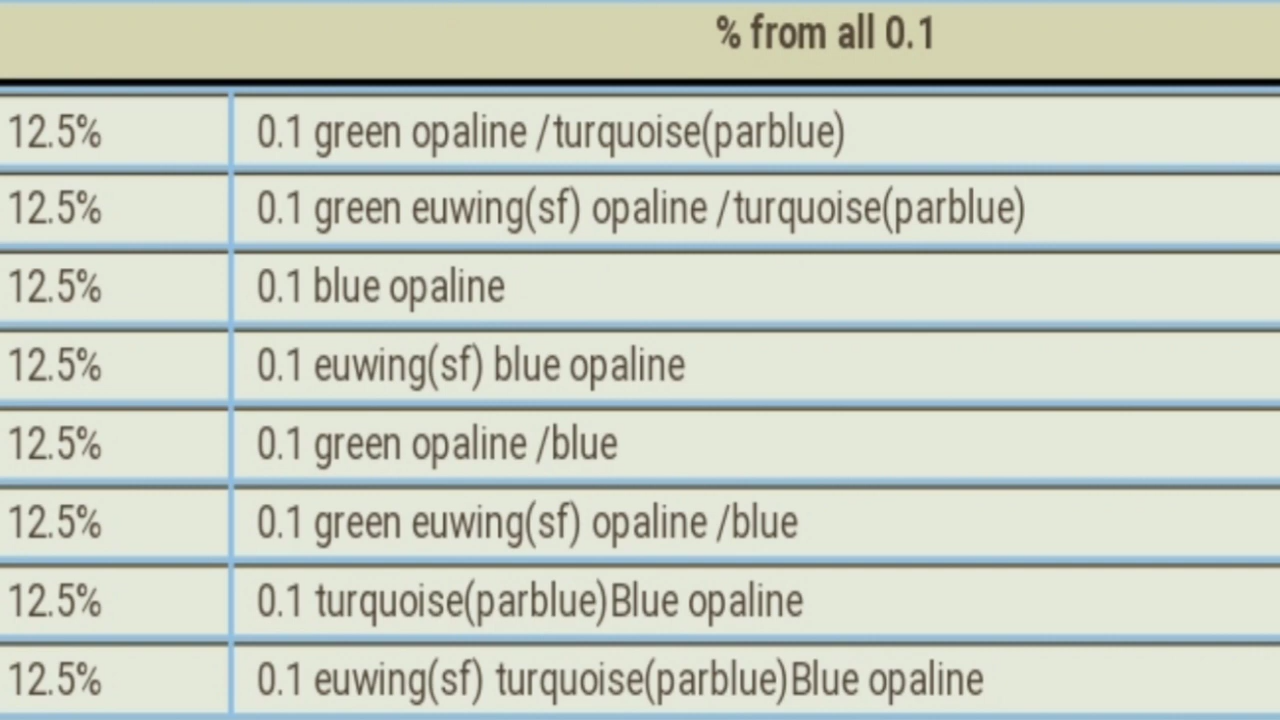 % from all 0.1
12.5% 0.1 green opaline /turquoise(parblue)
12.5% 0.1 green euwing(sf) opaline /turquoise(parblue)
12.5% 0.1 blue opaline
12.5% 0.1 euwing(sf) blue opaline
12.5% 0.1 green opaline /blue
12.5% 0.1 green euwing(sf) opaline /blue
12.5% 0.1 turquoise(parblue)Blue opaline
12.5% 0.1 euwing(sf) turquoise(parblue)Blue opaline